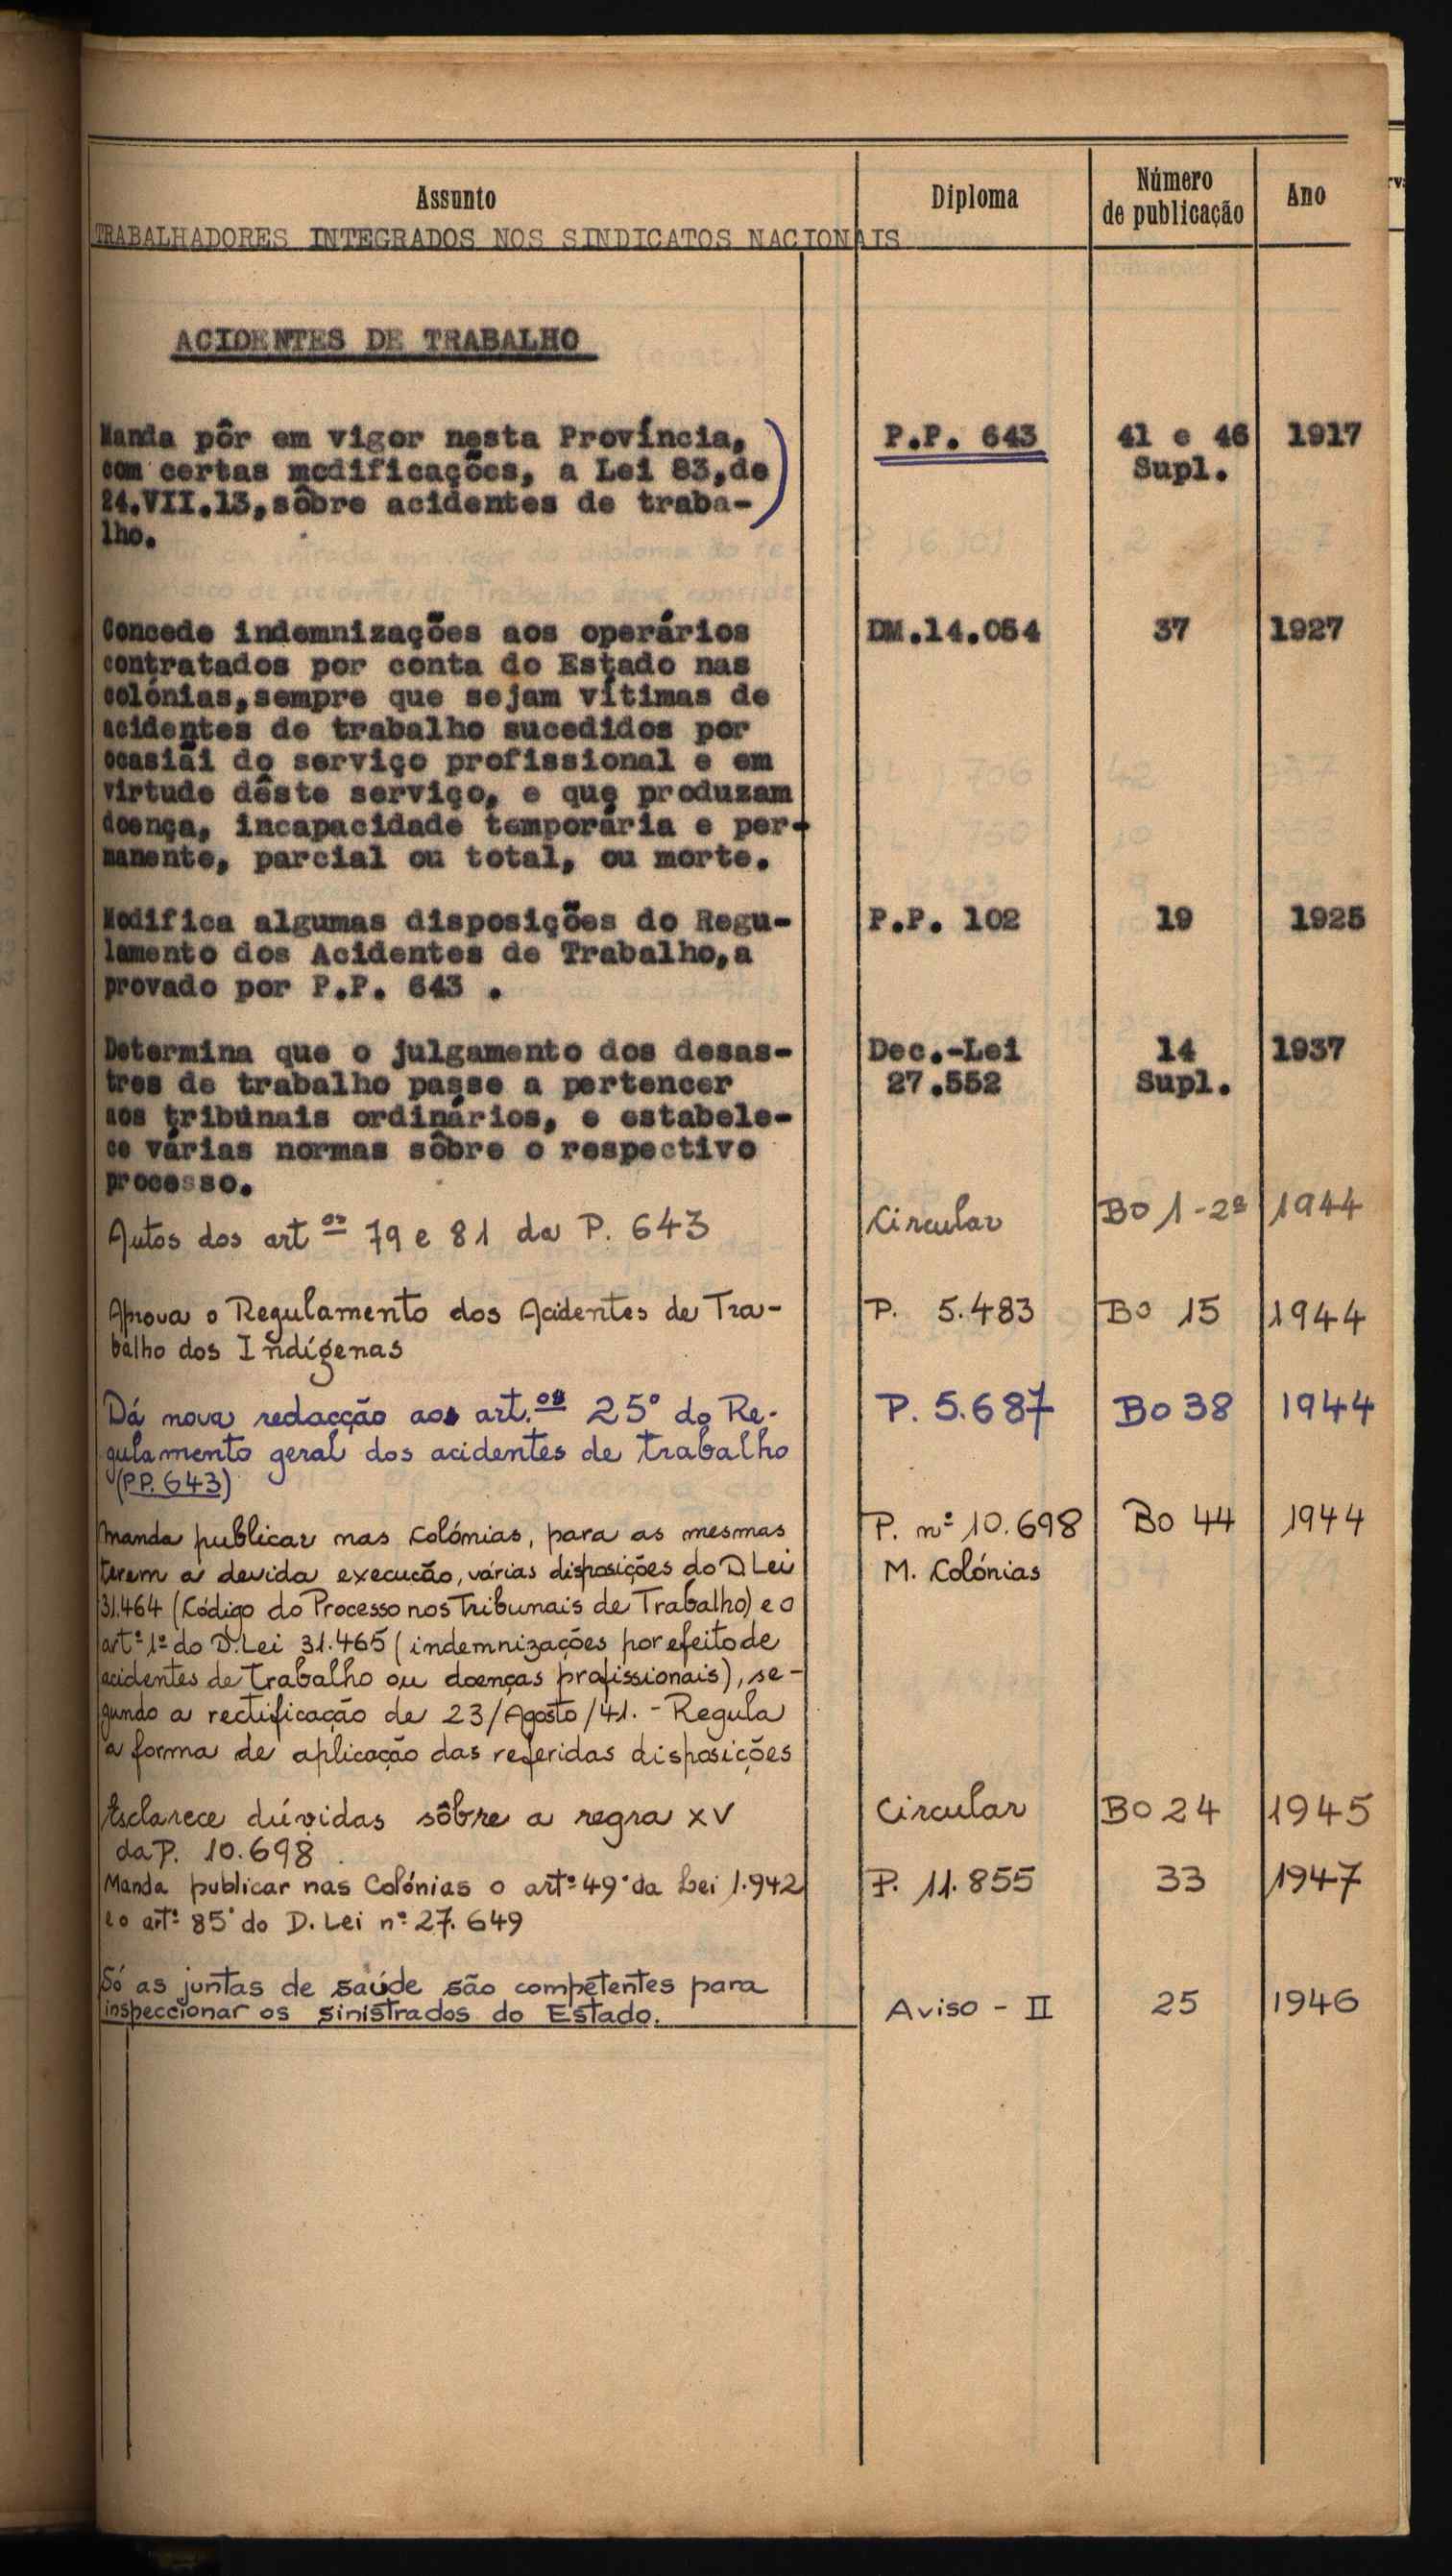 Assunto Diploma Número de publicação Ano
TRABALHADORES INTEGRADOS NOS SINDICATOS NACIONAIS
ACIDENTES DE TRABALHO
Manda pôr em vigor nesta Província, P.P. 643 41 e 46 1917
com certas modificações, a Lei 83,de Supl.
24.VII.13,sôbre acidentes de traba-
lho.
Concede indemnizações aos operários DM.14.054 37 1927
contratados por conta do Estado nas
colónias,sempre que sejam vítimas de
acidentes de trabalho sucedidos por
ocasiãi do serviço profissional e em
virtude dêste serviço, e que produzam
doença, incapacidade temporária e per-
manente, parcial ou total, ou morte.
Modifica algumas disposições do Regu- P.P. 102 19 1925
lamento dos Acidentes de Trabalho,a
provado por P.P. 643 .
Determina que o julgamento dos desas- Dec.-Lei 14 1937
tres de trabalho passe a pertencer 27.552 Supl.
aos tribunais ordinários, e estabele-
ce várias normas sôbre o respectivo
processo.
Autos dos art os 79 e 81 da P. 643 Circular BO 1-2ª 1944
Aprova o Regulamento dos Acidentes de Tra- P. 5.483 BO 15 1944
balho dos Indígenas
Dá nova redacção aos art.os 25º do Re- P. 5.687 BO 38 1944
gulamento geral dos acidentes de trabalho
(P.P. 643)
Manda publicar nas Colónias, para as mesmas P. nº 10.698 BO 44 1944
terem a devida execucão, várias disposições do D Lei M. Colónias
31.464 (Código do Processo nos Tribunais de Trabalho) e o
artº 1º do D. Lei 31.465 (indemnizações por efeito de
acidentes de trabalho ou doenças profissionais), se-
gundo a rectificação de 23/Agosto/41. - Regula
a forma de aplicação das referidas disposições
Esclarece dúvidas sôbre a regra XV Circular BO 24 1945
da P. 10.698
Manda publicar nas Colónias o artº 49º da Lei 1.942 P. 11.855 33 1947
e o artº 85º do D. Lei nº 27.649
Só as juntas de saúde são competentes para
inspeccionar os sinistrados do Estado. Aviso - II 25 1946